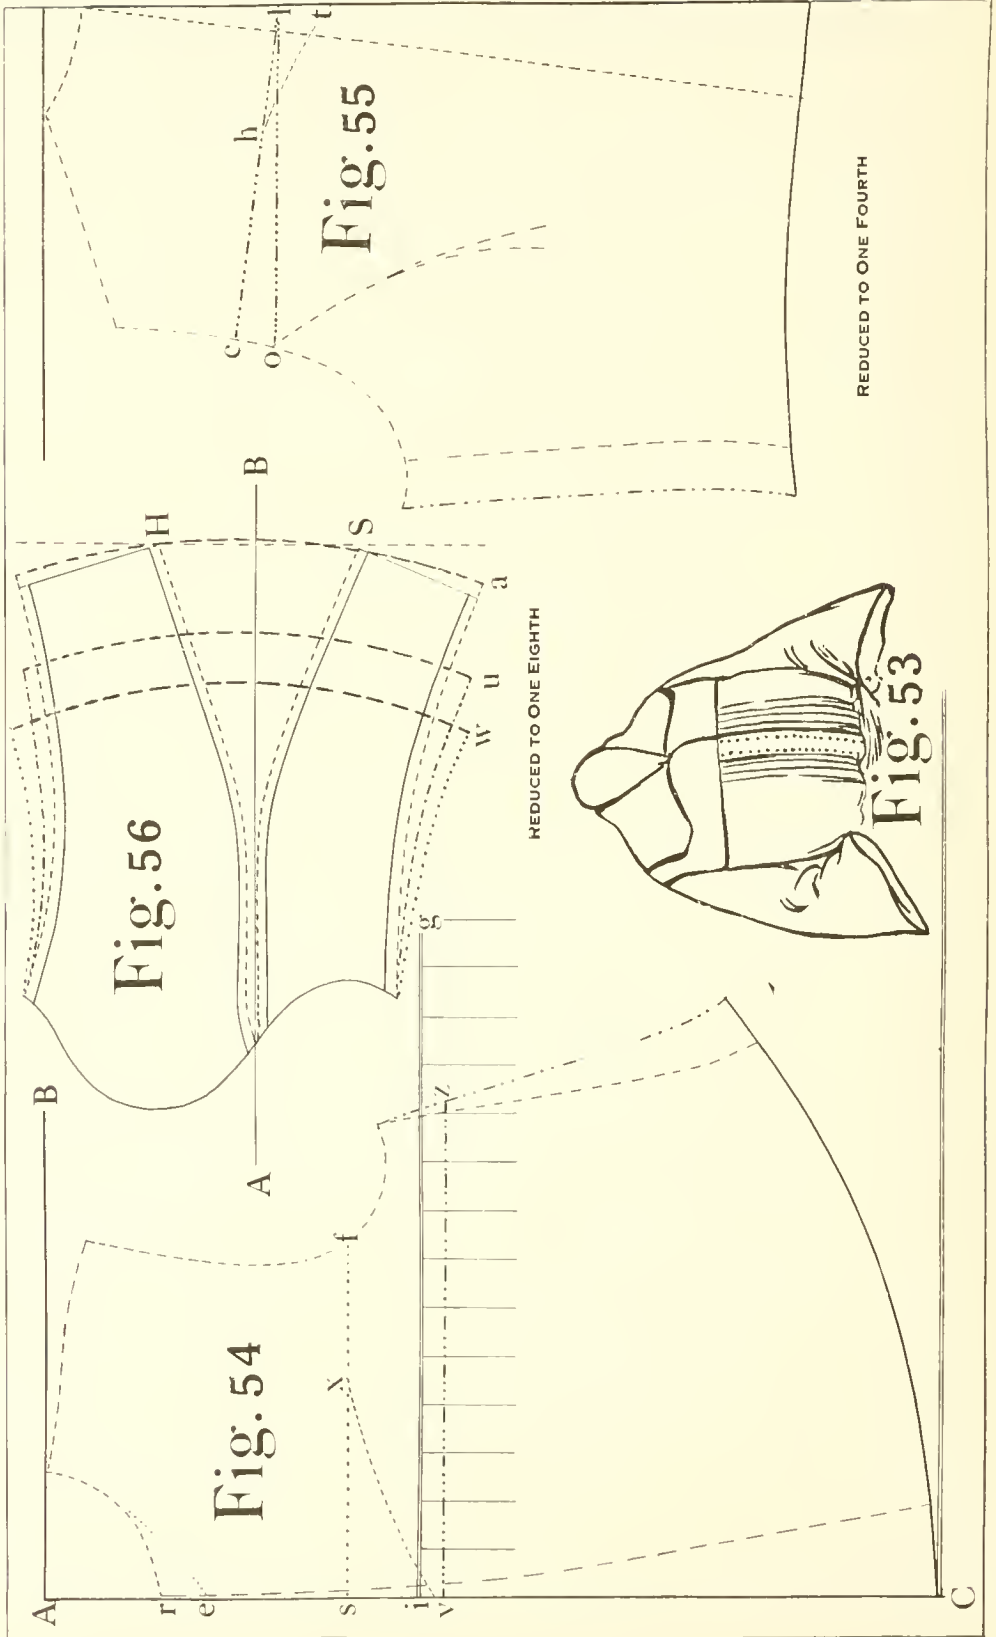 Fig. 54
A
B
C
r
e
s
i
v
x
f
z
g
Fig. 56
A
B
H
S
a
u
w
REDUCED TO ONE EIGHTH
Fig. 53
Fig. 55
c
o
h
l
t
REDUCED TO ONE FOURTH